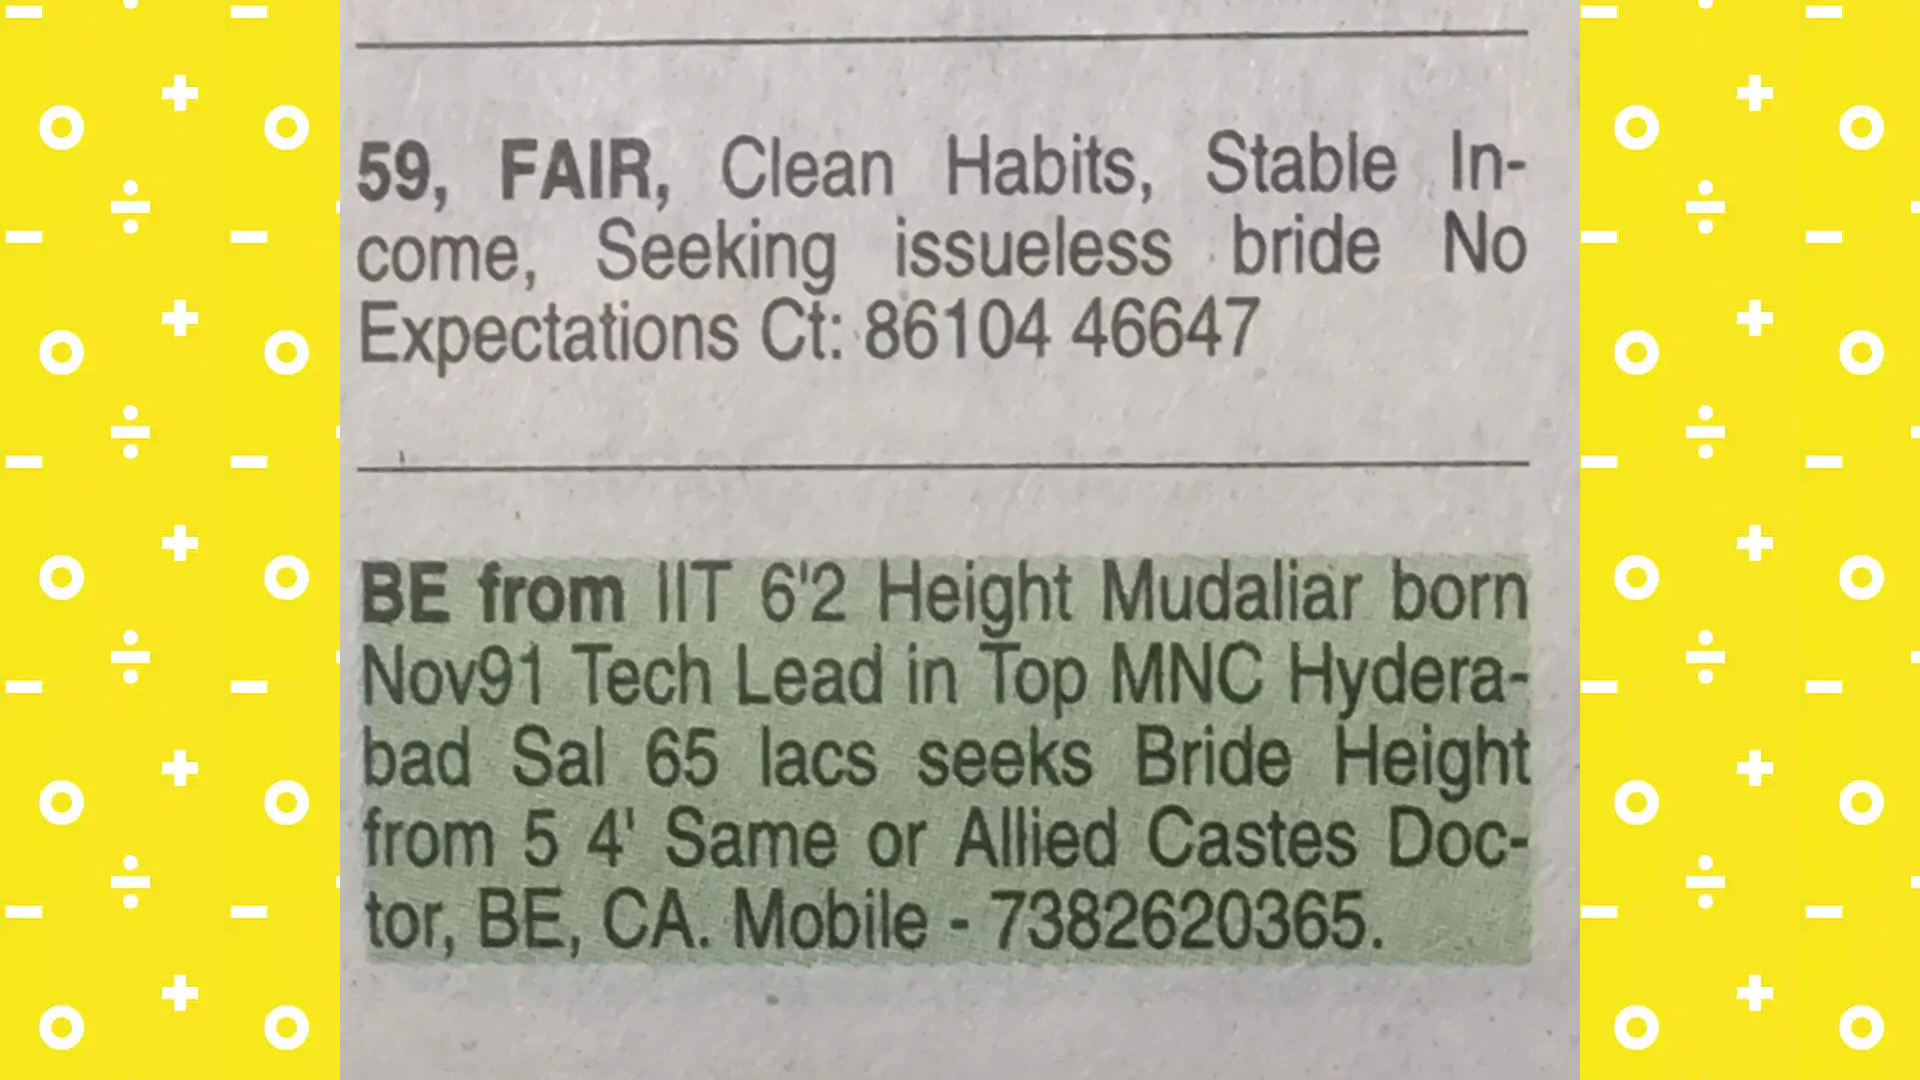 59, FAIR, Clean Habits, Stable In-
come, Seeking issueless bride No
Expectations Ct: 86104 46647
BE from IIT 6'2 Height Mudaliar born
Nov91 Tech Lead in Top MNC Hydera-
bad Sal 65 lacs seeks Bride Height
from 5 4' Same or Allied Castes Doc-
tor, BE, CA. Mobile - 7382620365.